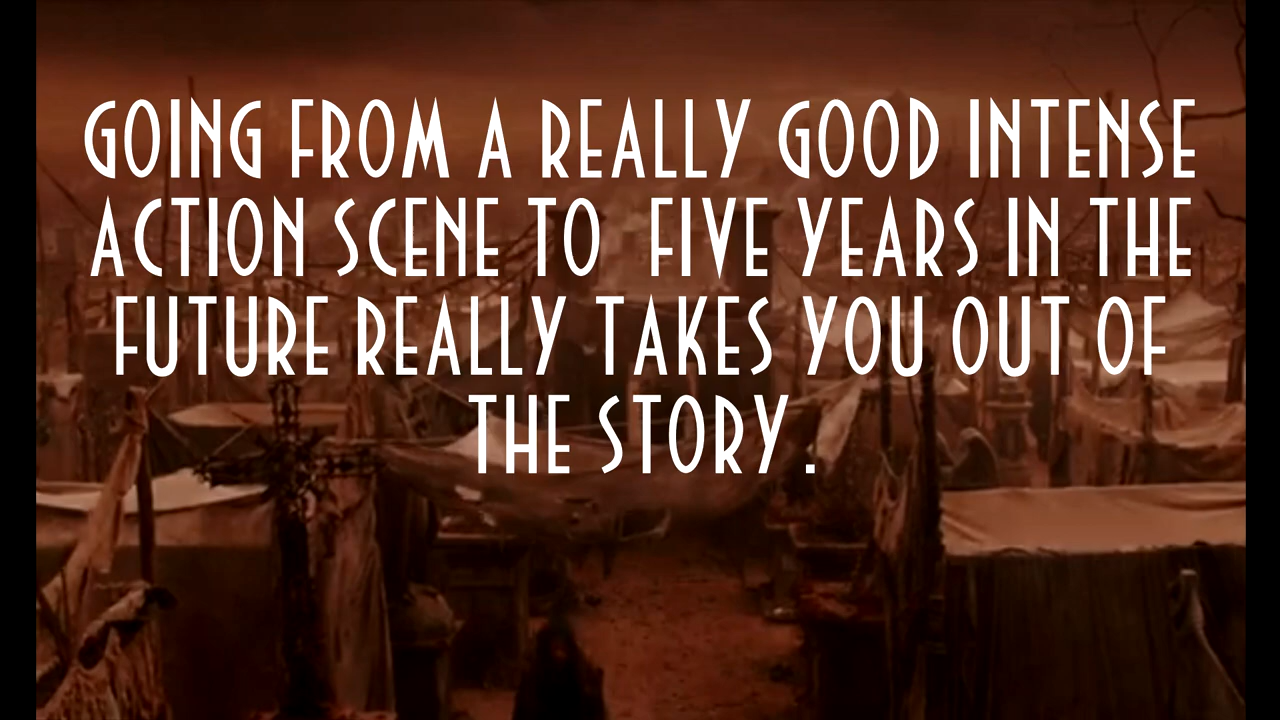 GOING FROM A REALLY GOOD INTENSE
ACTION SCENE TO FIVE YEARS IN THE
FUTURE REALLY TAKES YOU OUT OF
THE STORY .